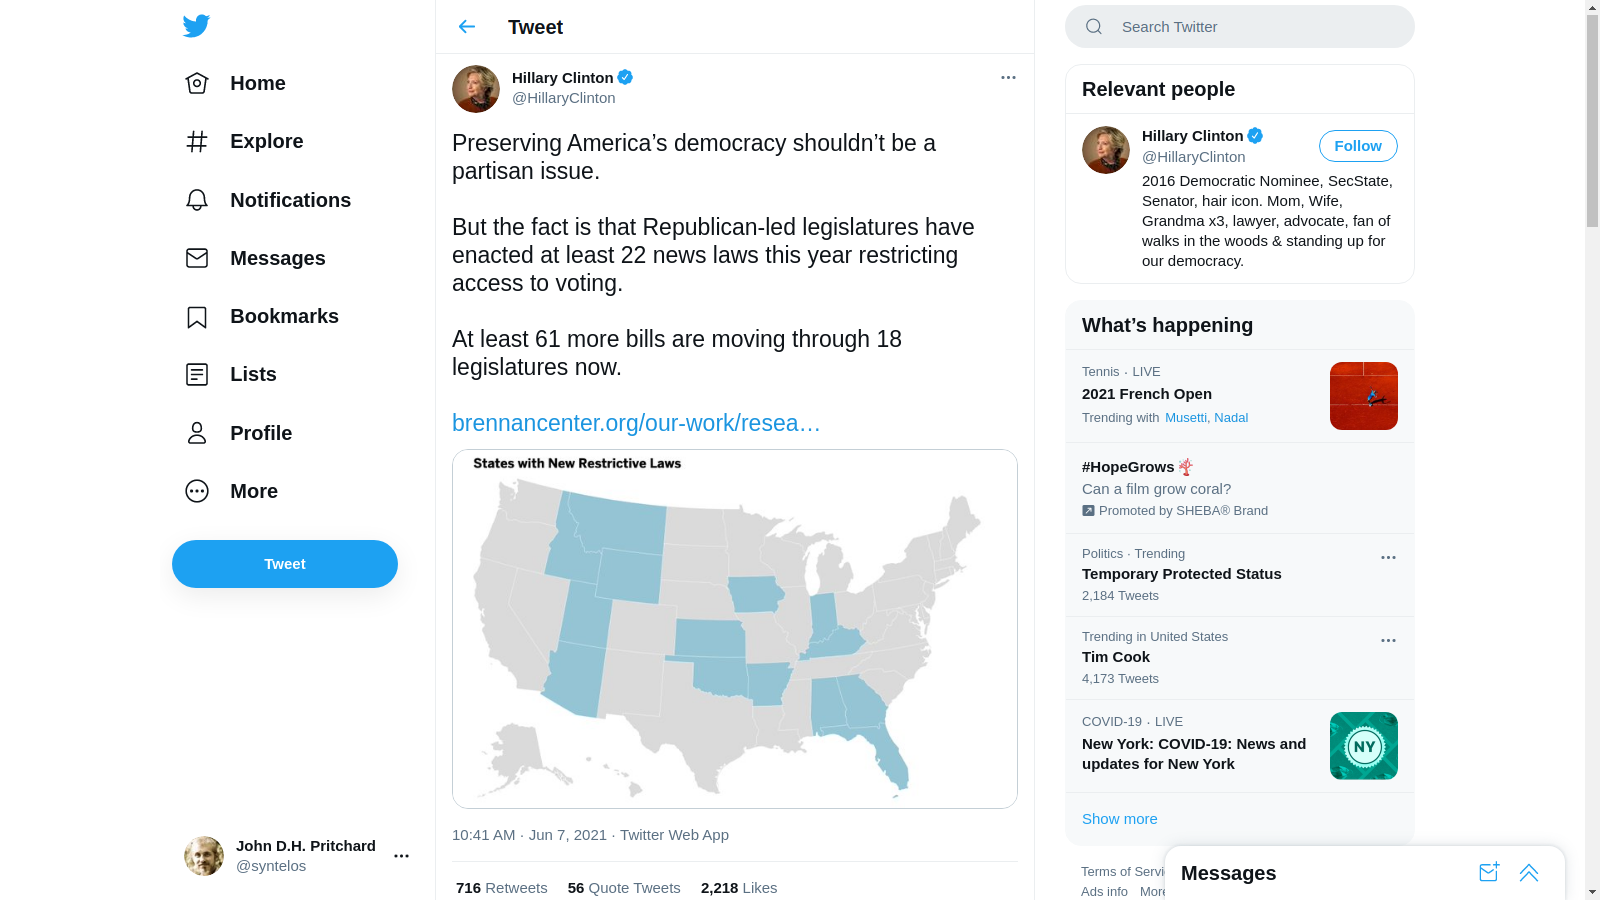 Home
Explore
Notifications
Messages
Bookmarks
Lists
Profile
More
Tweet
John D.H. Pritchard
@syntelos
Tweet
Hillary Clinton
@HillaryClinton
Preserving America’s democracy shouldn’t be a
partisan issue.
But the fact is that Republican-led legislatures have
enacted at least 22 news laws this year restricting
access to voting.
At least 61 more bills are moving through 18
legislatures now.
brennancenter.org/our-work/resea…
States with New Restrictive Laws
10:41 AM · Jun 7, 2021 · Twitter Web App
716 Retweets 56 Quote Tweets 2,218 Likes
Search Twitter
Relevant people
Hillary Clinton
@HillaryClinton
Follow
2016 Democratic Nominee, SecState,
Senator, hair icon. Mom, Wife,
Grandma x3, lawyer, advocate, fan of
walks in the woods & standing up for
our democracy.
What’s happening
Tennis · LIVE
2021 French Open
Trending with Musetti, Nadal
#HopeGrows
Can a film grow coral?
Promoted by SHEBA® Brand
Politics · Trending
Temporary Protected Status
2,184 Tweets
Trending in United States
Tim Cook
4,173 Tweets
COVID-19 · LIVE
New York: COVID-19: News and
updates for New York
NY
Show more
Terms of Servi
Ads info More
Messages